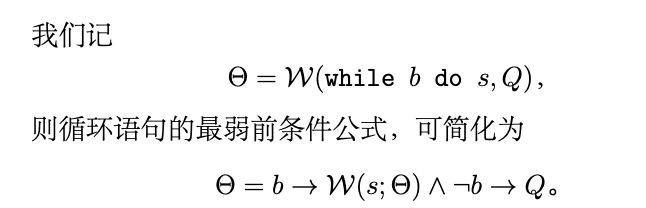 我们记
Θ = 𝒲(while b do s, Q),
则循环语句的最弱前条件公式，可简化为
Θ = b → 𝒲(s; Θ) ∧ ¬b → Q。